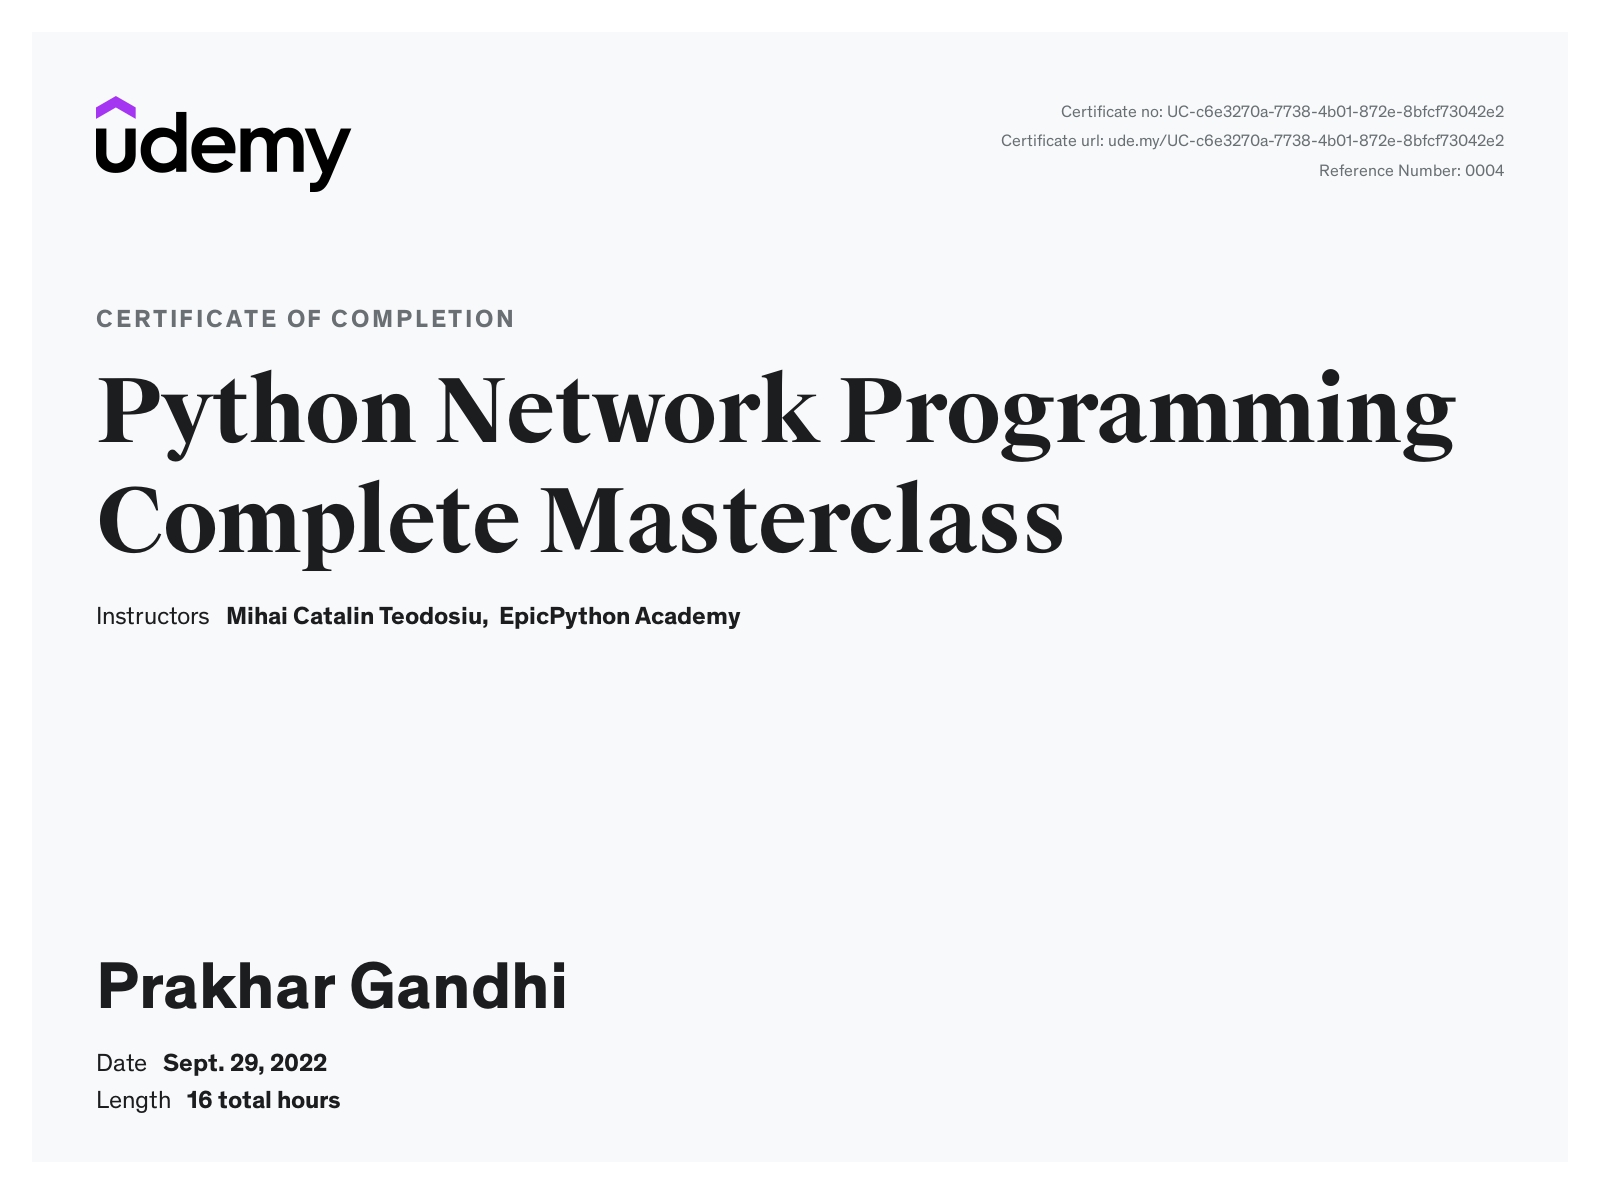 udemy
Certificate no: UC-c6e3270a-7738-4b01-872e-8bfcf73042e2
Certificate url: ude.my/UC-c6e3270a-7738-4b01-872e-8bfcf73042e2
Reference Number: 0004
CERTIFICATE OF COMPLETION
Python Network Programming
Complete Masterclass
Instructors Mihai Catalin Teodosiu, EpicPython Academy
Prakhar Gandhi
Date Sept. 29, 2022
Length 16 total hours